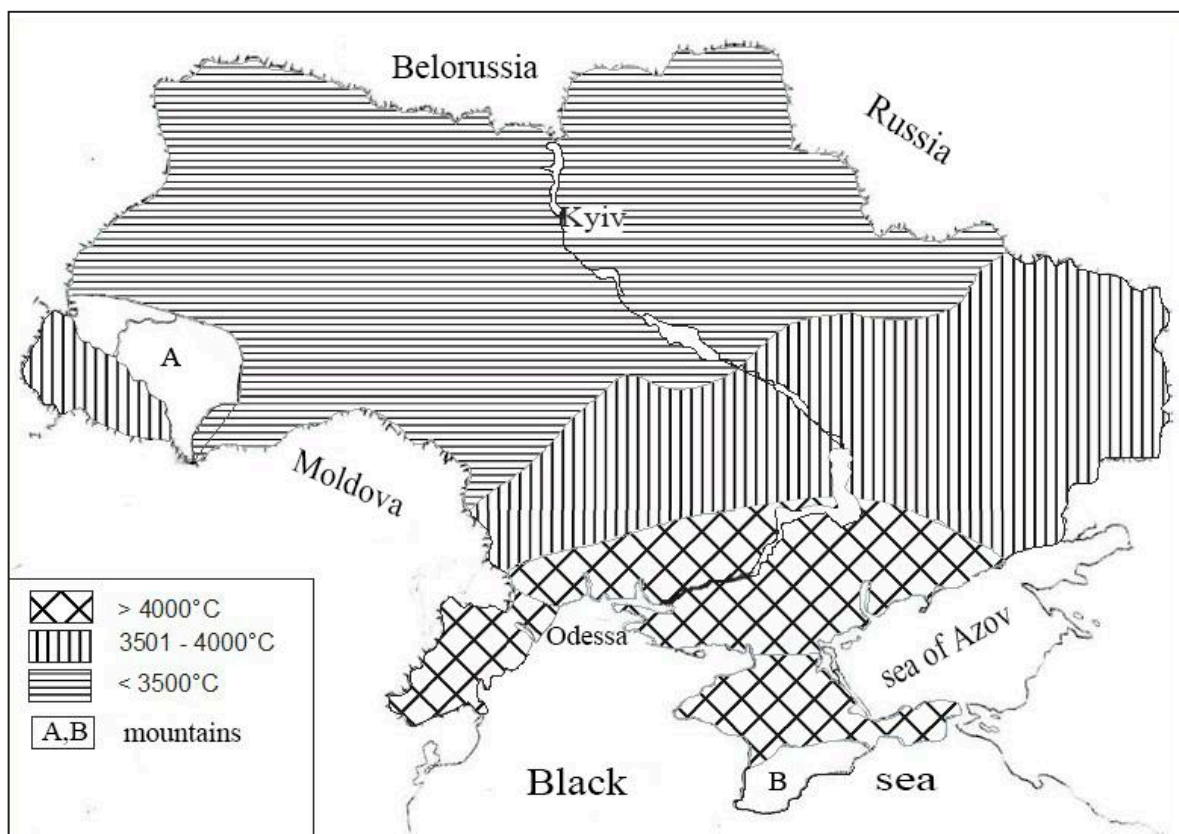 Belorussia
Russia
Kyiv
A
Moldova
Odessa
sea of Azov
Black sea
B
> 4000°C
3501 - 4000°C
< 3500°C
A,B mountains